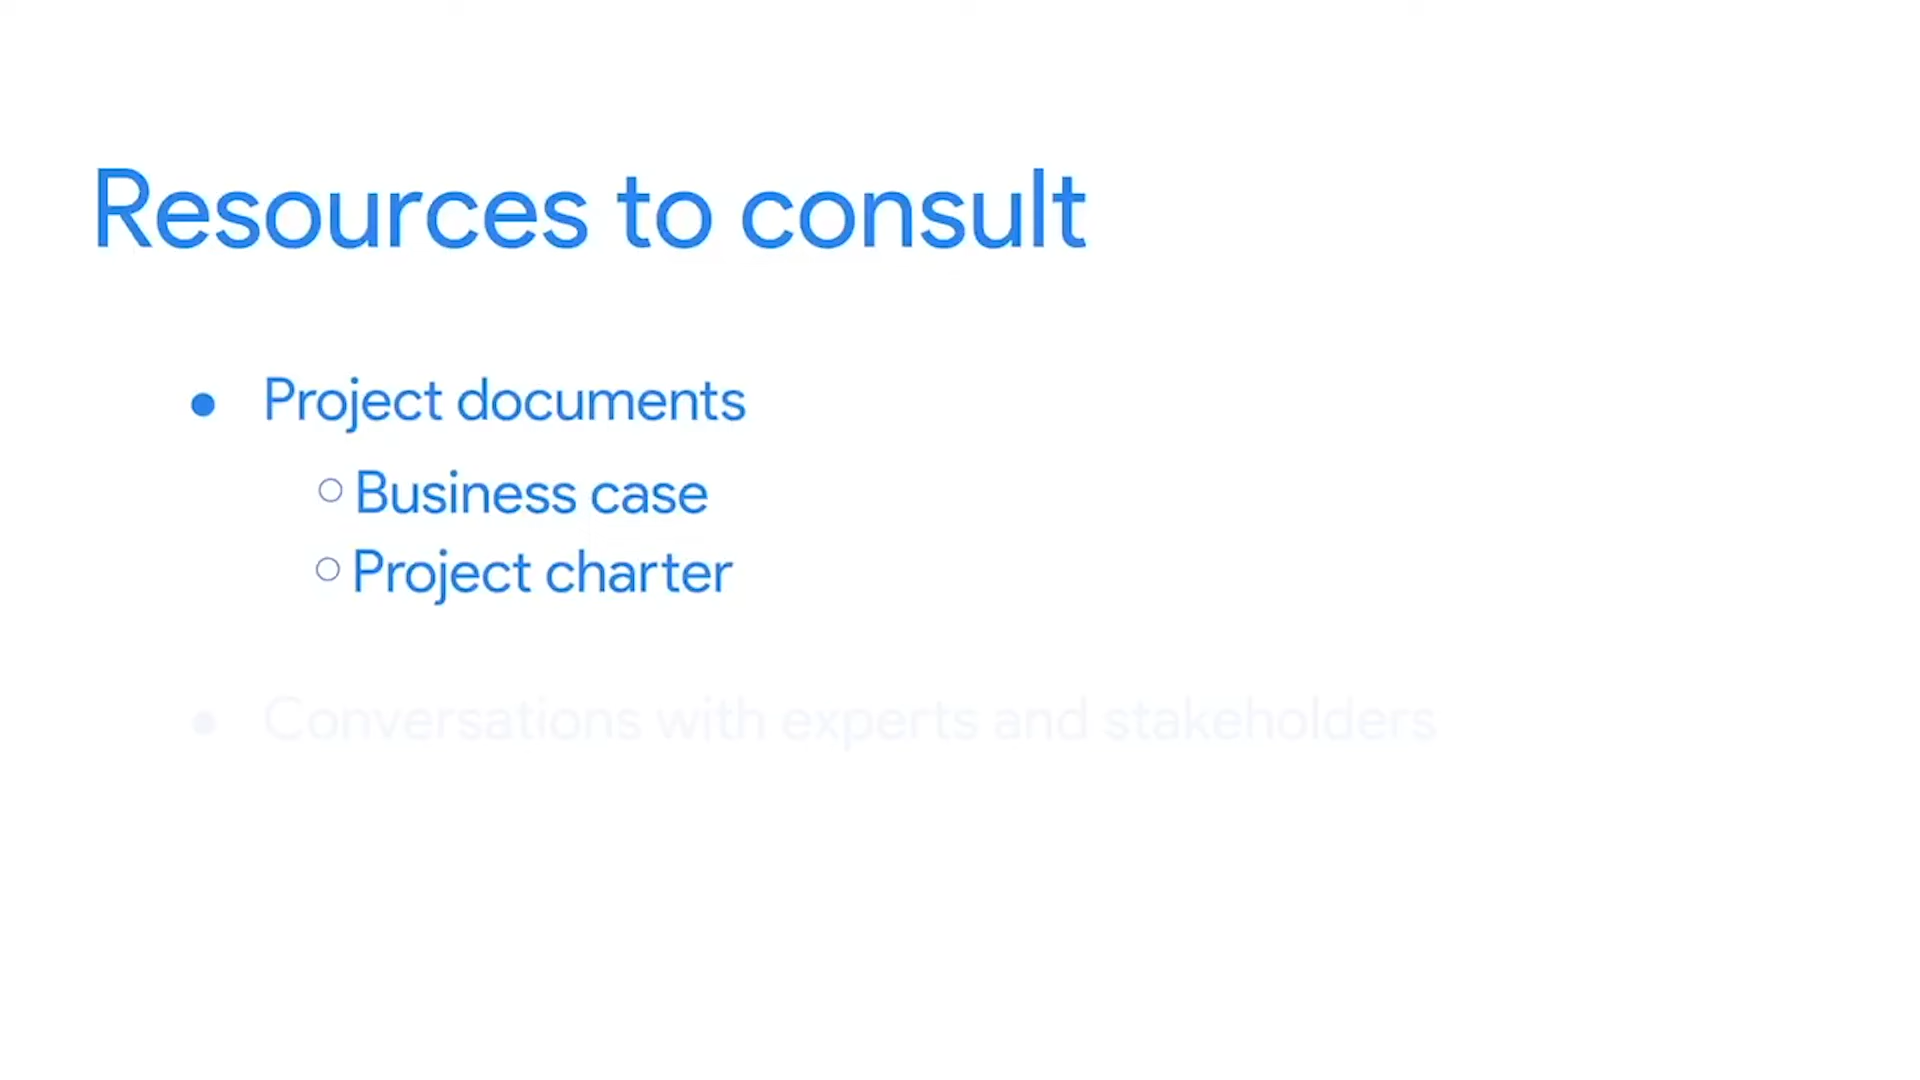 Resources to consult
● Project documents
○ Business case
○ Project charter
● Conversations with experts and stakeholders